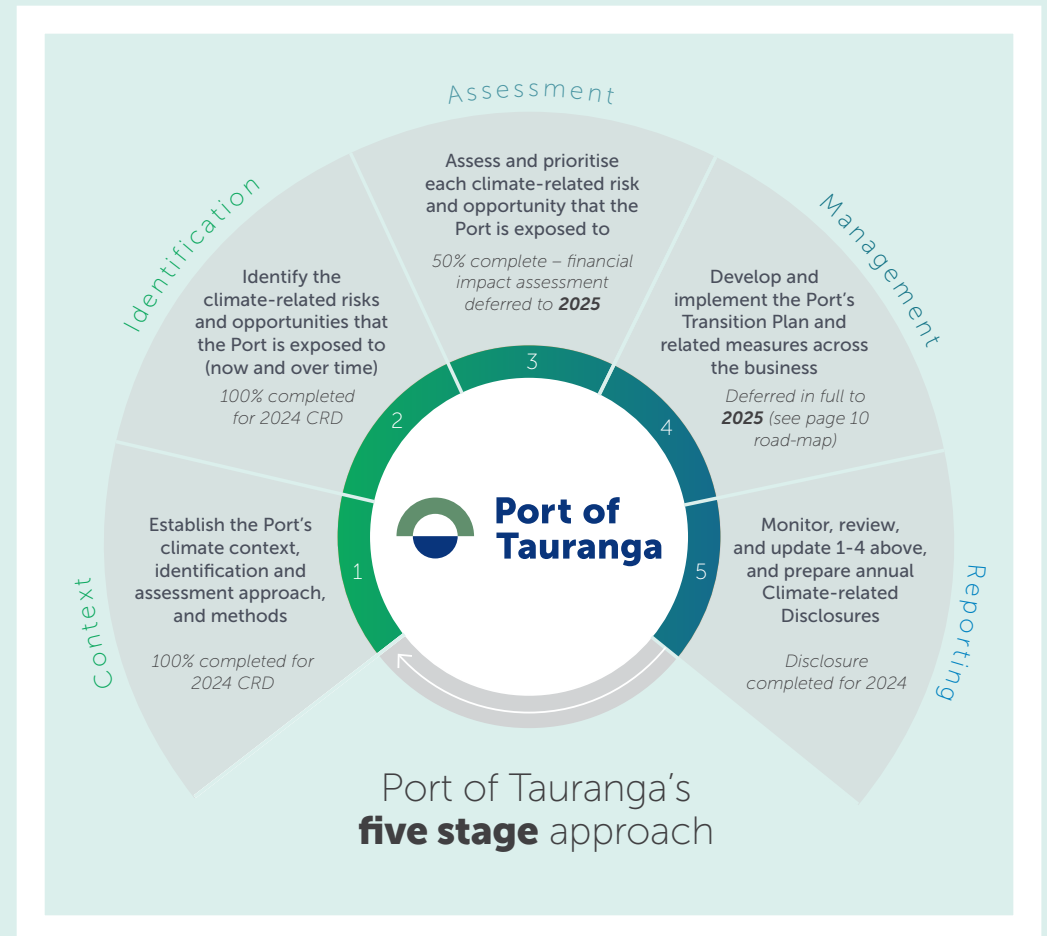 Assessment
Assess and prioritise
each climate-related risk
and opportunity that the
Port is exposed to
50% complete – financial
impact assessment
deferred to 2025
Identification
Identify the
climate-related risks
and opportunities that
the Port is exposed to
(now and over time)
100% completed
for 2024 CRD
Management
Develop and
implement the Port's
Transition Plan and
related measures across
the business
Deferred in full to
2025 (see page 10
road-map)
Context
Establish the Port's
climate context,
identification and
assessment approach,
and methods
100% completed for
2024 CRD
Reporting
Monitor, review,
and update 1-4 above,
and prepare annual
Climate-related
Disclosures
Disclosure
completed for 2024
1
2
3
4
5
Port of
Tauranga
Port of Tauranga's
five stage approach